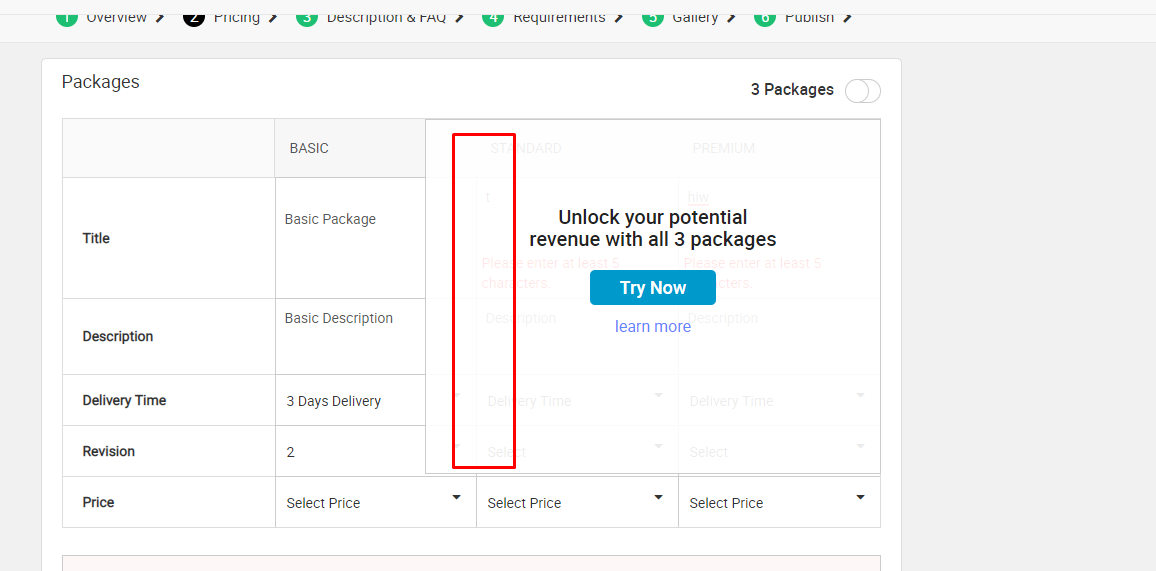 1 Overview 2 Pricing 3 Description & FAQ 4 Requirements 5 Gallery 6 Publish
Packages
3 Packages
BASIC STANDARD PREMIUM
t hlw
Basic Package
Unlock your potential
Title
revenue with all 3 packages
Please enter at least 5 Please enter at least 5
characters. cters.
Try Now
Basic Description Description Description
learn more
Description
Delivery Time 3 Days Delivery Delivery Time Delivery Time
Revision 2 Select Select
Price Select Price Select Price Select Price